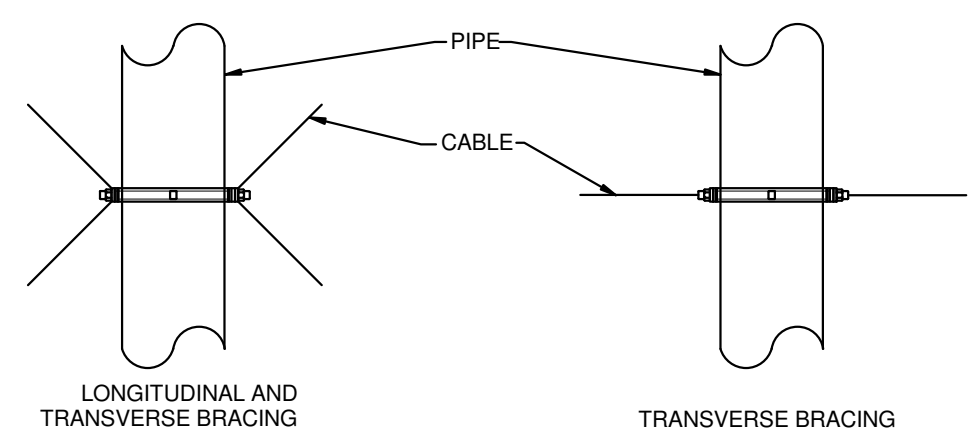 PIPE
CABLE
LONGITUDINAL AND
TRANSVERSE BRACING
TRANSVERSE BRACING